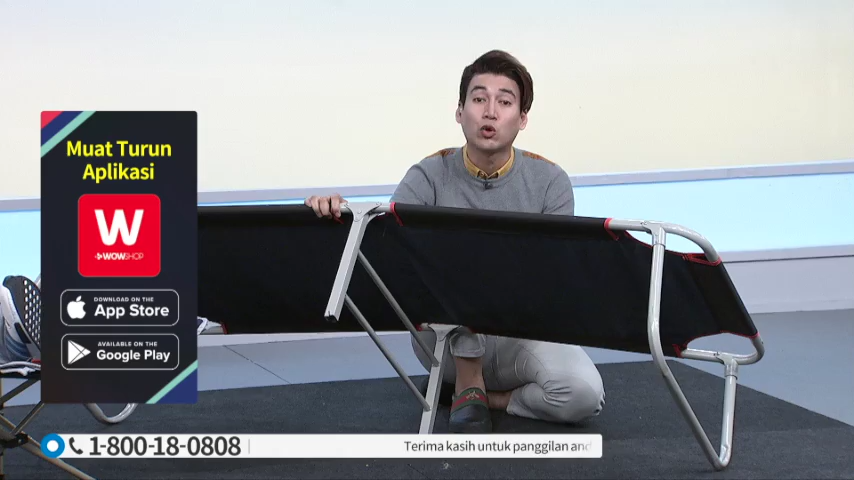 Muat Turun
Aplikasi
W
WOWSHOP
DOWNLOAD ON THE
App Store
AVAILABLE ON THE
Google Play
1-800-18-0808
Terima kasih untuk panggilan